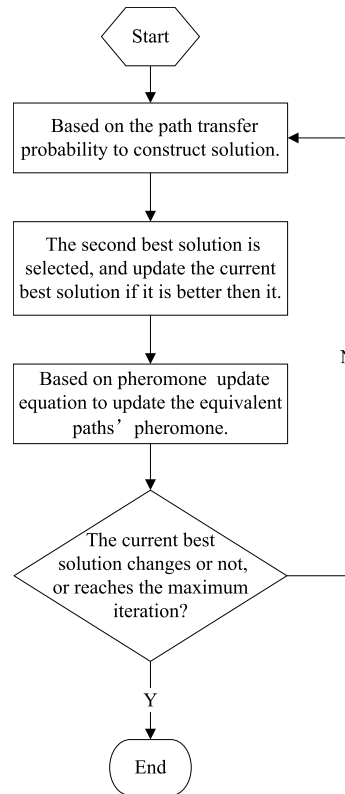 Start
Based on the path transfer
probability to construct solution.
The second best solution is
selected, and update the current
best solution if it is better then it.
Based on pheromone update
equation to update the equivalent
paths’ pheromone.
The current best
solution changes or not,
or reaches the maximum
iteration?
Y
End